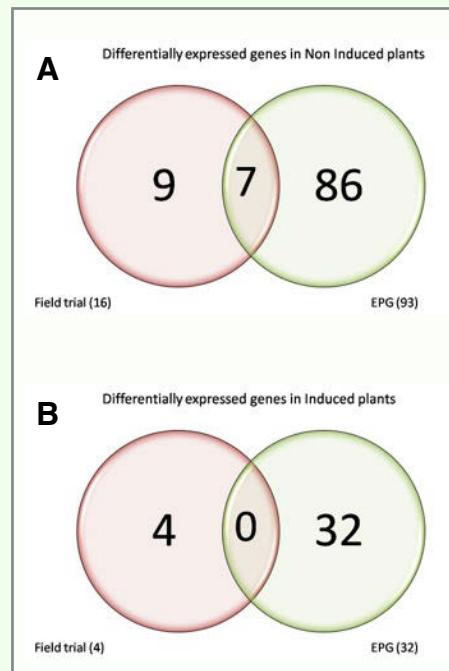 Differentially expressed genes in Non Induced plants
A
9
7
86
Field trial (16)
EPG (93)
Differentially expressed genes in Induced plants
B
4
0
32
Field trial (4)
EPG (32)